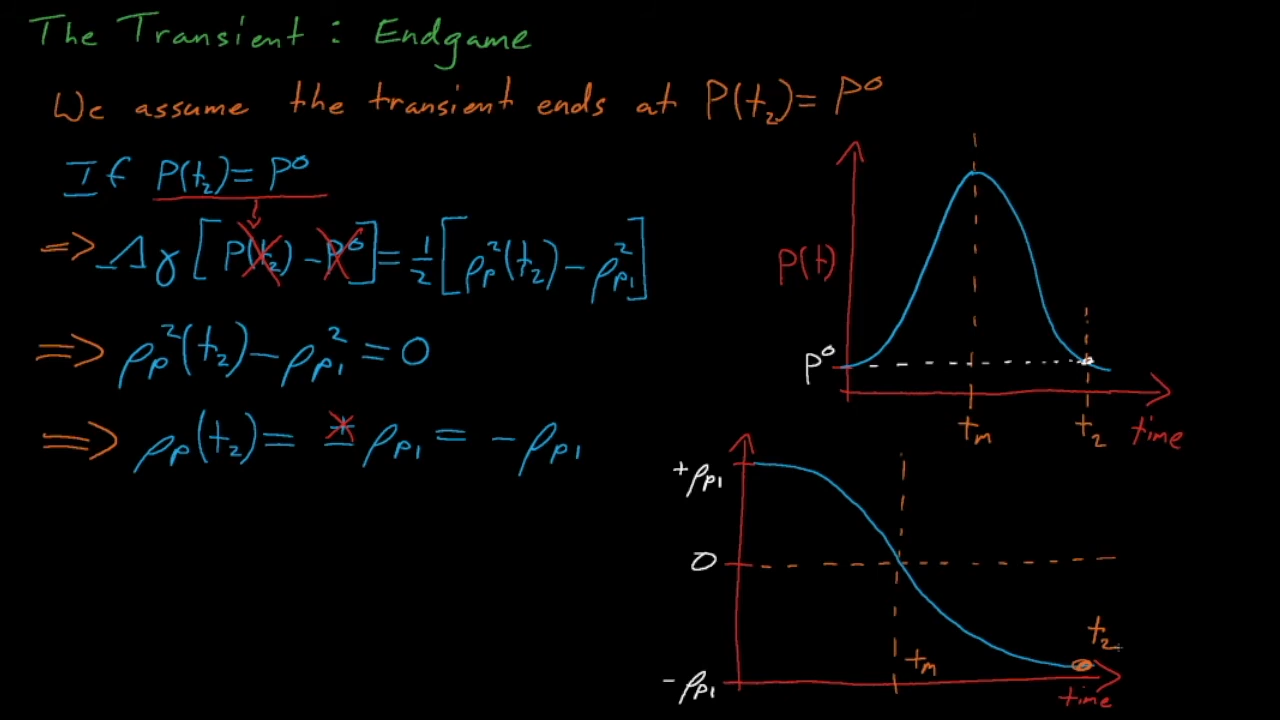 The Transient : Endgame
We assume the transient ends at P(t₂) = P⁰
If P(t₂) = P⁰
=> Λγ [P(t₂) - P⁰] = 1/2 [ρₚ²(t₂) - ρₚ₁²]
=> ρₚ²(t₂) - ρₚ₁² = 0
=> ρₚ(t₂) = ± ρₚ₁ = - ρₚ₁
P(t)
P⁰
tₘ
t₂
time
+ρₚ₁
0
t₂
tₘ
-ρₚ₁
time